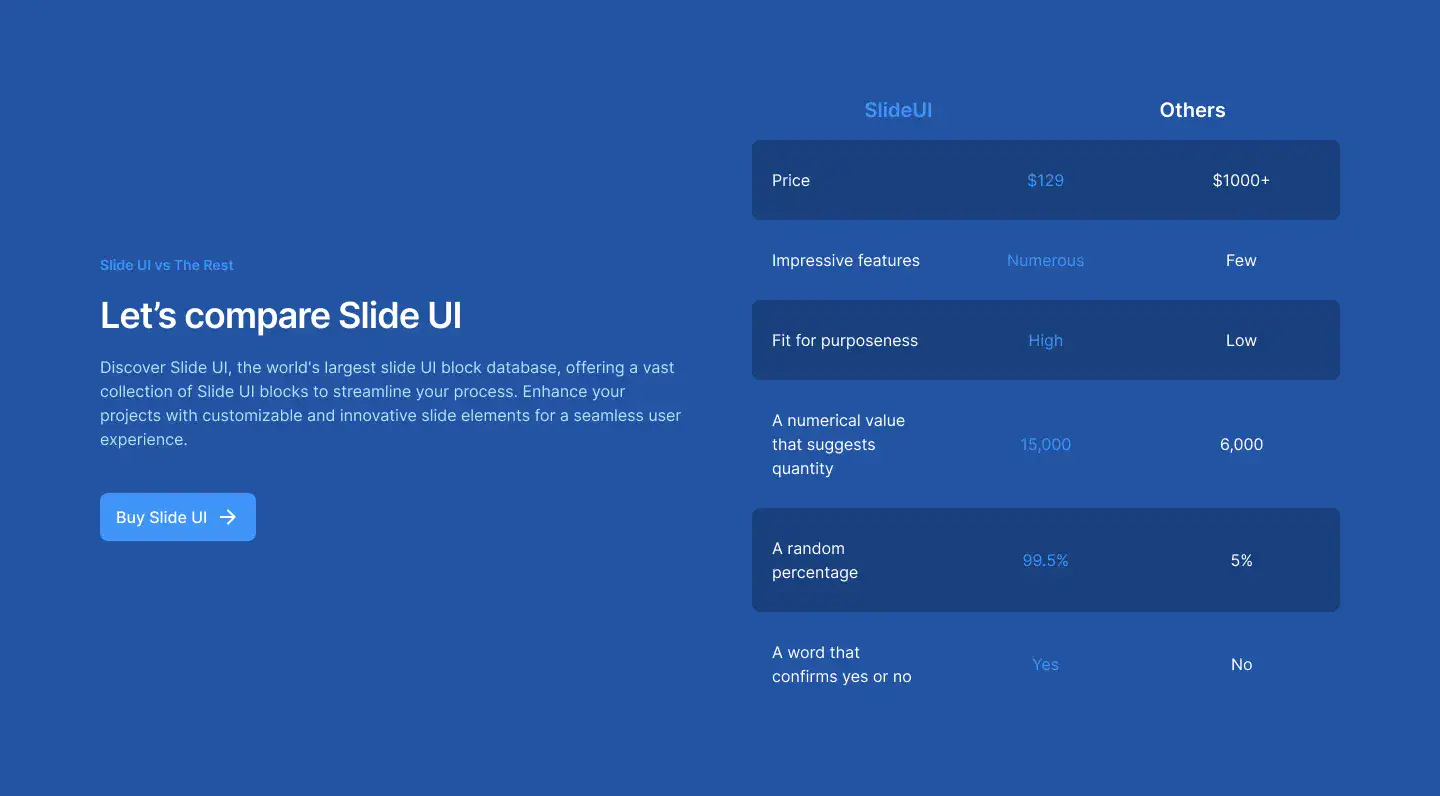 Slide UI vs The Rest
Let’s compare Slide UI
Discover Slide UI, the world's largest slide UI block database, offering a vast
collection of Slide UI blocks to streamline your process. Enhance your
projects with customizable and innovative slide elements for a seamless user
experience.
Buy Slide UI
SlideUI Others
Price $129 $1000+
Impressive features Numerous Few
Fit for purposeness High Low
A numerical value
that suggests 15,000 6,000
quantity
A random
percentage 99.5% 5%
A word that
confirms yes or no Yes No